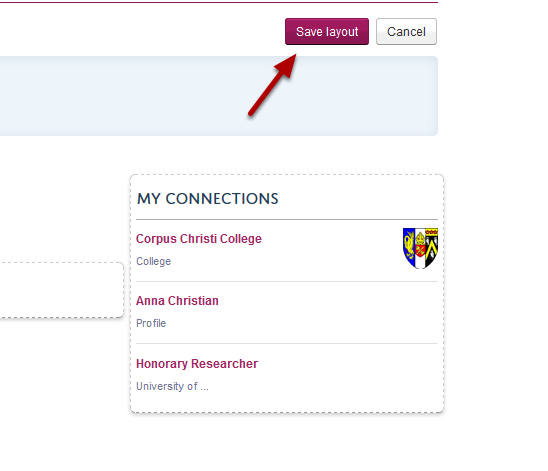 Save layout
Cancel
MY CONNECTIONS
Corpus Christi College
College
Anna Christian
Profile
Honorary Researcher
University of ...